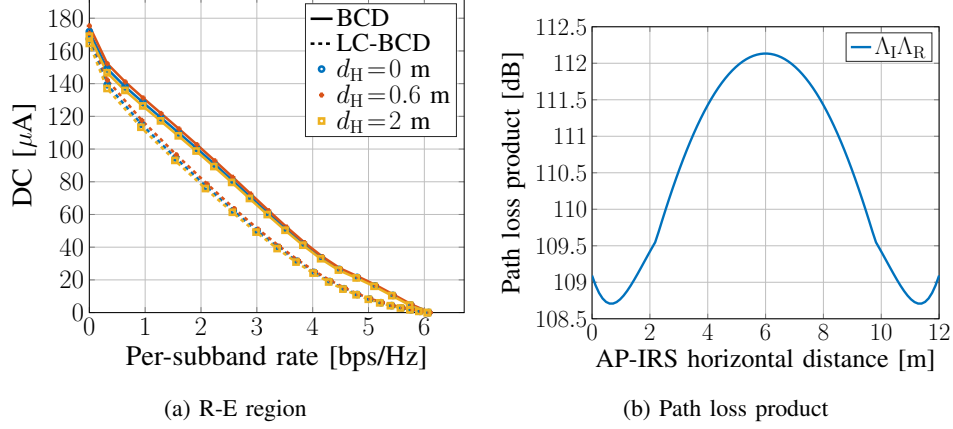 180
160
140
120
100
80
60
40
20
0
DC [μA]
0 1 2 3 4 5 6
Per-subband rate [bps/Hz]
BCD
LC-BCD
d_H = 0 m
d_H = 0.6 m
d_H = 2 m
(a) R-E region
112.5
112
111.5
111
110.5
110
109.5
109
108.5
Path loss product [dB]
0 2 4 6 8 10 12
AP-IRS horizontal distance [m]
Λ_I Λ_R
(b) Path loss product